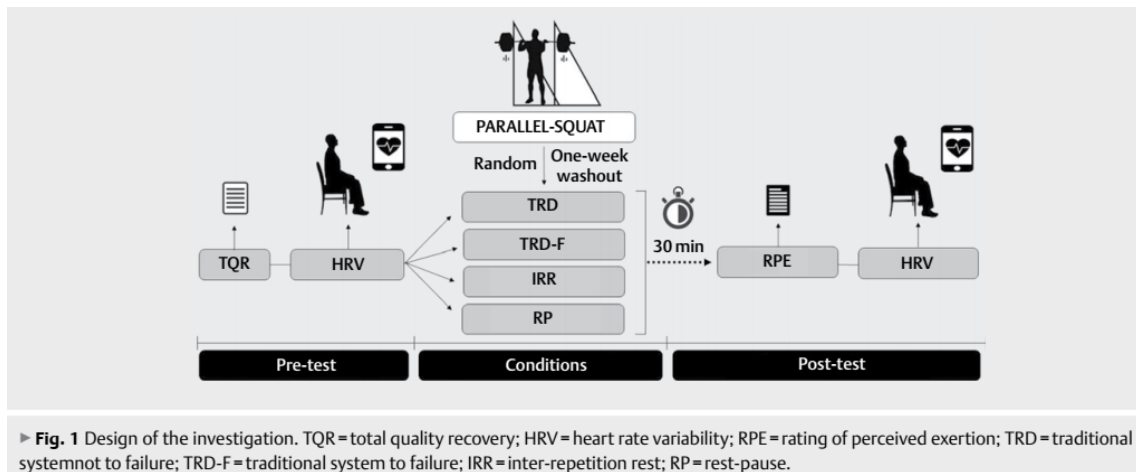 PARALLEL-SQUAT
Random
One-week
washout
TRD
TRD-F
IRR
RP
30 min
TQR
HRV
RPE
HRV
Pre-test
Conditions
Post-test
▶ Fig. 1 Design of the investigation. TQR = total quality recovery; HRV = heart rate variability; RPE = rating of perceived exertion; TRD = traditional
systemnot to failure; TRD-F = traditional system to failure; IRR = inter-repetition rest; RP = rest-pause.